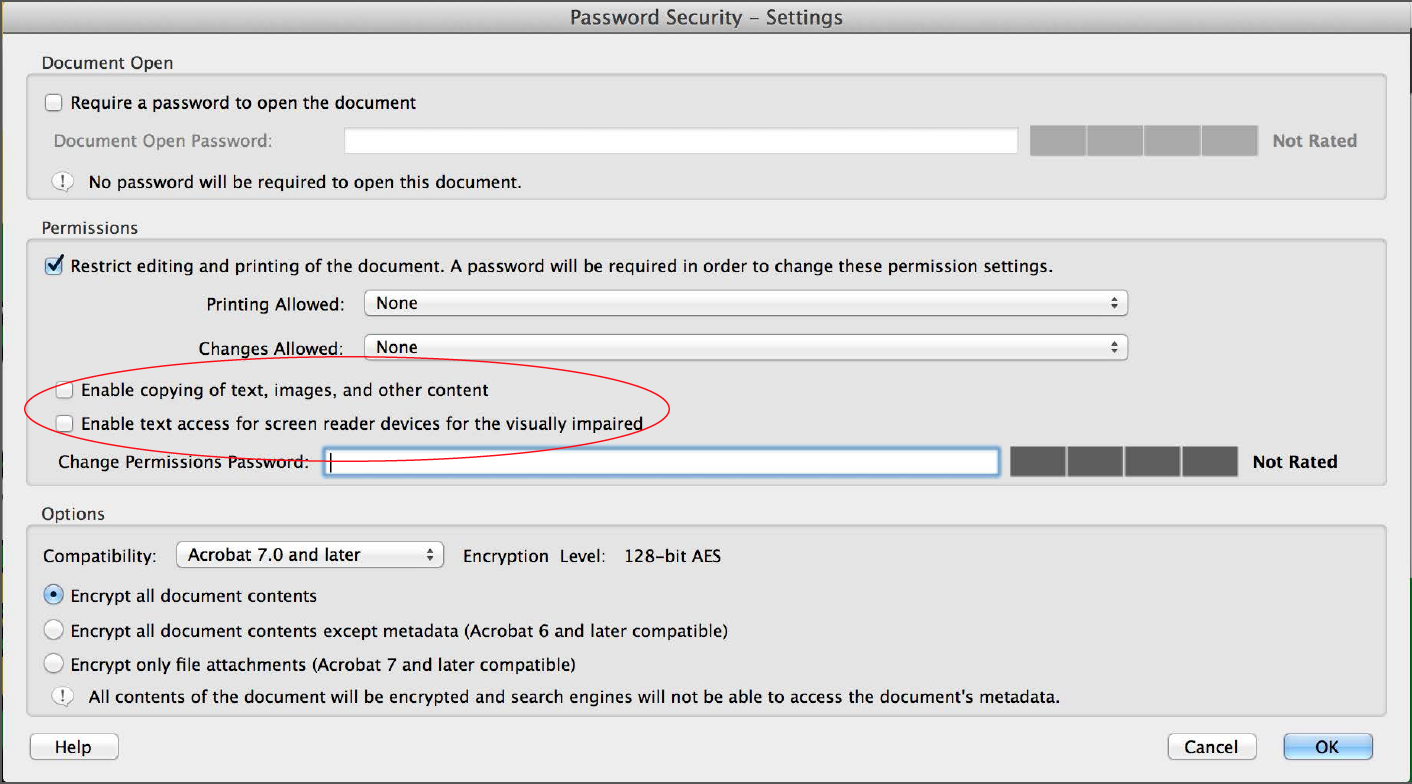 Password Security – Settings
Document Open
Require a password to open the document
Document Open Password: Not Rated
! No password will be required to open this document.
Permissions
Restrict editing and printing of the document. A password will be required in order to change these permission settings.
Printing Allowed: None
Changes Allowed: None
Enable copying of text, images, and other content
Enable text access for screen reader devices for the visually impaired
Change Permissions Password: Not Rated
Options
Compatibility: Acrobat 7.0 and later Encryption Level: 128-bit AES
Encrypt all document contents
Encrypt all document contents except metadata (Acrobat 6 and later compatible)
Encrypt only file attachments (Acrobat 7 and later compatible)
! All contents of the document will be encrypted and search engines will not be able to access the document's metadata.
Help Cancel OK